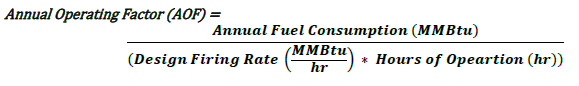 Annual Operating Factor (AOF) =
Annual Fuel Consumption (MMBtu)
(Design Firing Rate (MMBtu/hr) * Hours of Opeartion (hr))